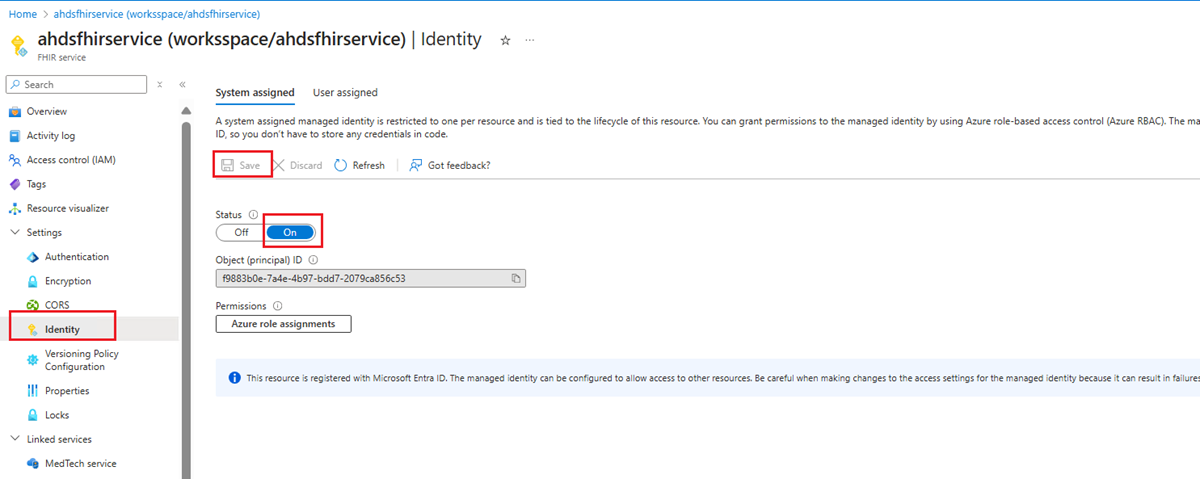 Home > ahdsfhirservice (worksspace/ahdsfhirservice)
ahdsfhirservice (worksspace/ahdsfhirservice) | Identity
FHIR service
Search
Overview
Activity log
Access control (IAM)
Tags
Resource visualizer
Settings
Authentication
Encryption
CORS
Identity
Versioning Policy
Configuration
Properties
Locks
Linked services
MedTech service
System assigned User assigned
A system assigned managed identity is restricted to one per resource and is tied to the lifecycle of this resource. You can grant permissions to the managed identity by using Azure role-based access control (Azure RBAC). The ma
ID, so you don't have to store any credentials in code.
Save Discard Refresh Got feedback?
Status
Off On
Object (principal) ID
f9883b0e-7a4e-4b97-bdd7-2079ca856c53
Permissions
Azure role assignments
This resource is registered with Microsoft Entra ID. The managed identity can be configured to allow access to other resources. Be careful when making changes to the access settings for the managed identity because it can result in failures